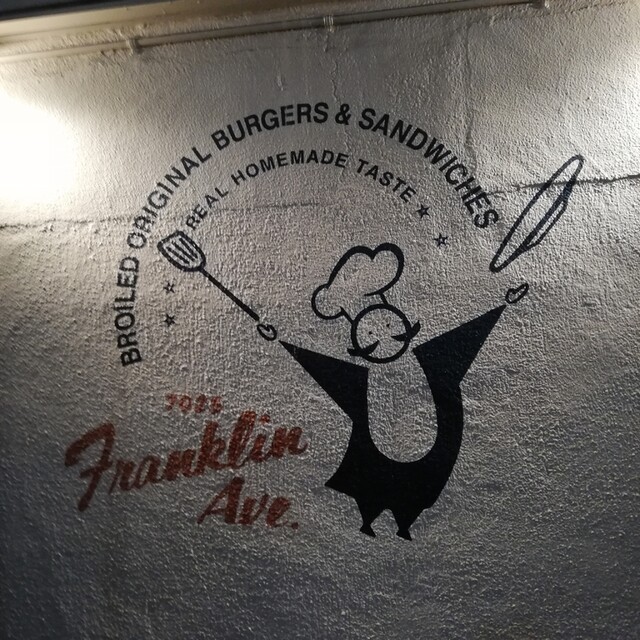 BROILED ORIGINAL BURGERS & SANDWICHES
REAL HOMEMADE TASTE
Franklin
Ave.